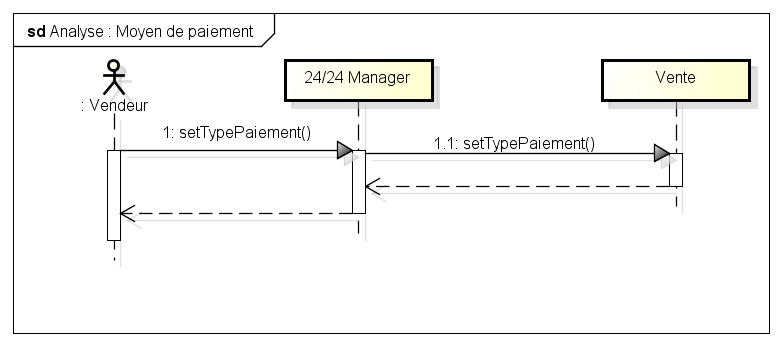 sd Analyse : Moyen de paiement
24/24 Manager
Vente
: Vendeur
1: setTypePaiement()
1.1: setTypePaiement()